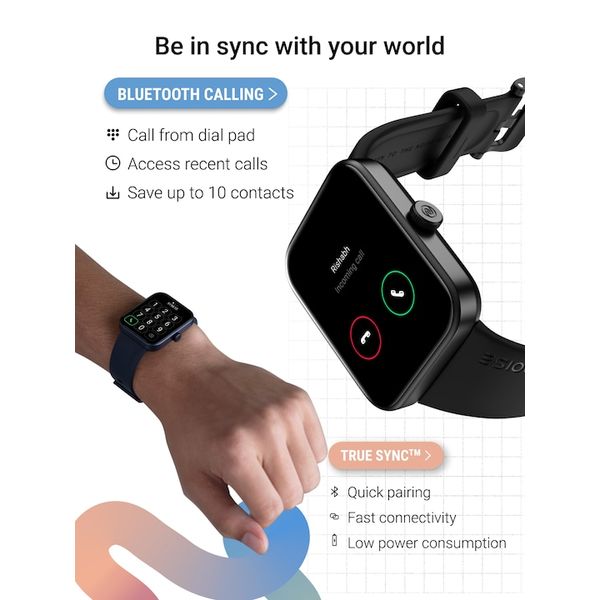 Be in sync with your world
BLUETOOTH CALLING >
Call from dial pad
Access recent calls
Save up to 10 contacts
Rishabh
Incoming call
TRUE SYNC™ >
Quick pairing
Fast connectivity
Low power consumption